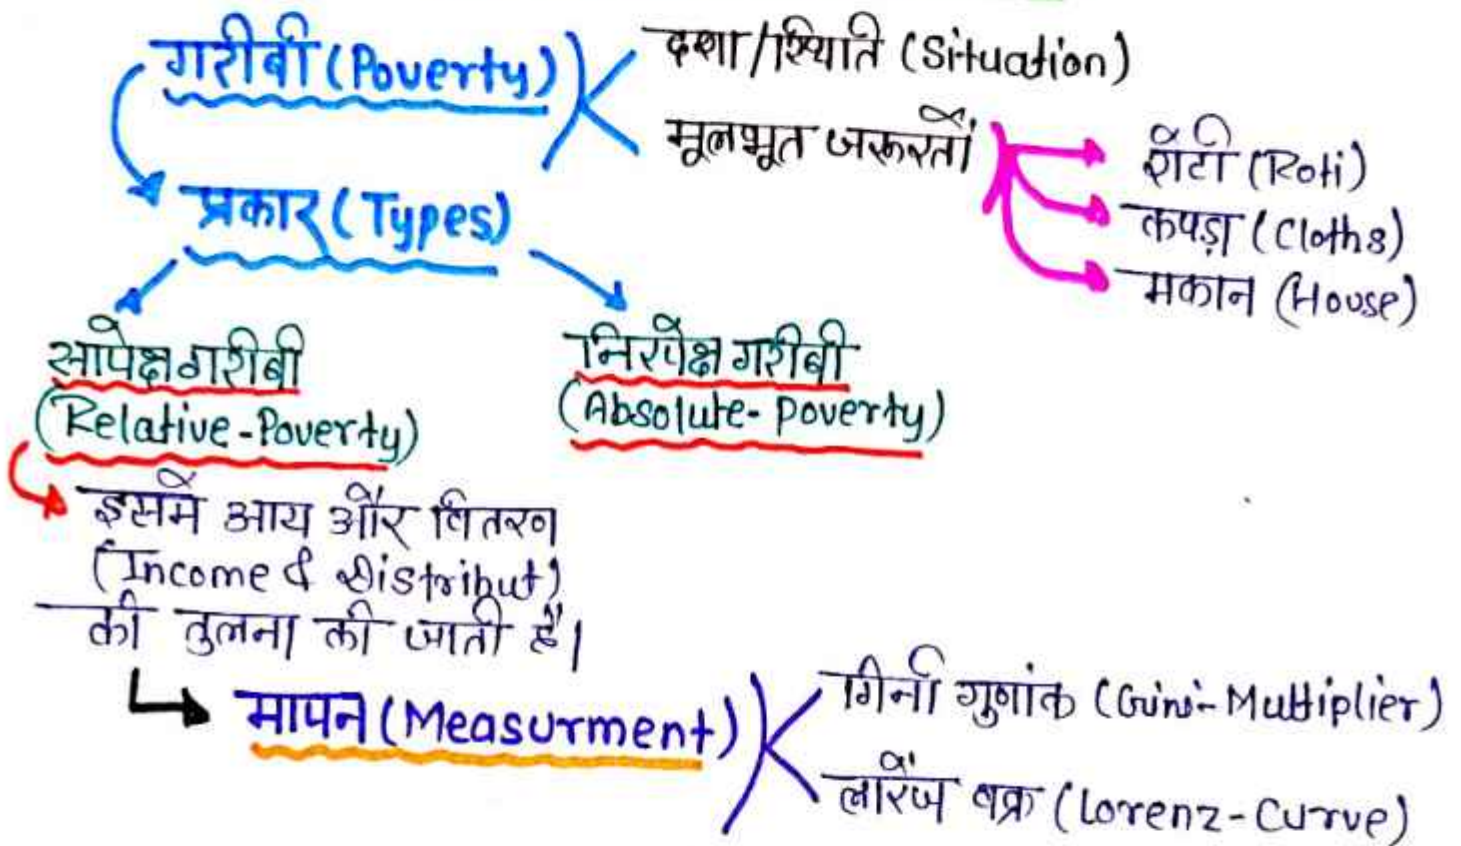 गरीबी (Poverty)
दशा/स्थिति (Situation)
मूलभूत जरूरतों
रोटी (Roti)
कपड़ा (Cloths)
मकान (House)
प्रकार (Types)
सापेक्ष गरीबी
(Relative-Poverty)
निरपेक्ष गरीबी
(Absolute-poverty)
इसमें आय और वितरण
(Income & Distribut)
की तुलना की जाती है।
मापन (Measurment)
गिनी गुणांक (Gini-Multiplier)
लॉरेंज वक्र (Lorenz-Curve)